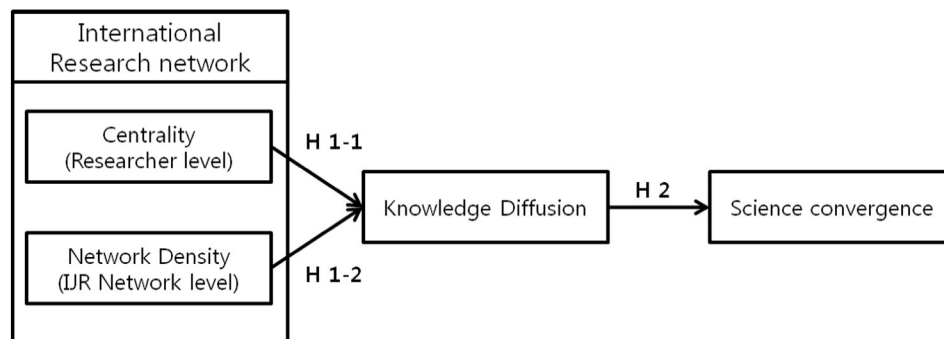 International
Research network
Centrality
(Researcher level)
H 1-1
Network Density
(IJR Network level)
H 1-2
Knowledge Diffusion
H 2
Science convergence